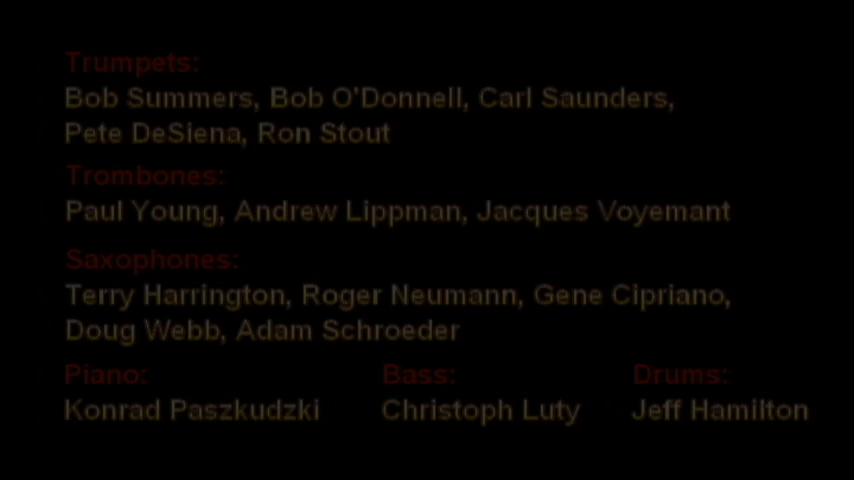 Trumpets:
Bob Summers, Bob O'Donnell, Carl Saunders,
Pete DeSiena, Ron Stout
Trombones:
Paul Young, Andrew Lippman, Jacques Voyemant
Saxophones:
Terry Harrington, Roger Neumann, Gene Cipriano,
Doug Webb, Adam Schroeder
Piano: Bass: Drums:
Konrad Paszkudzki Christoph Luty Jeff Hamilton